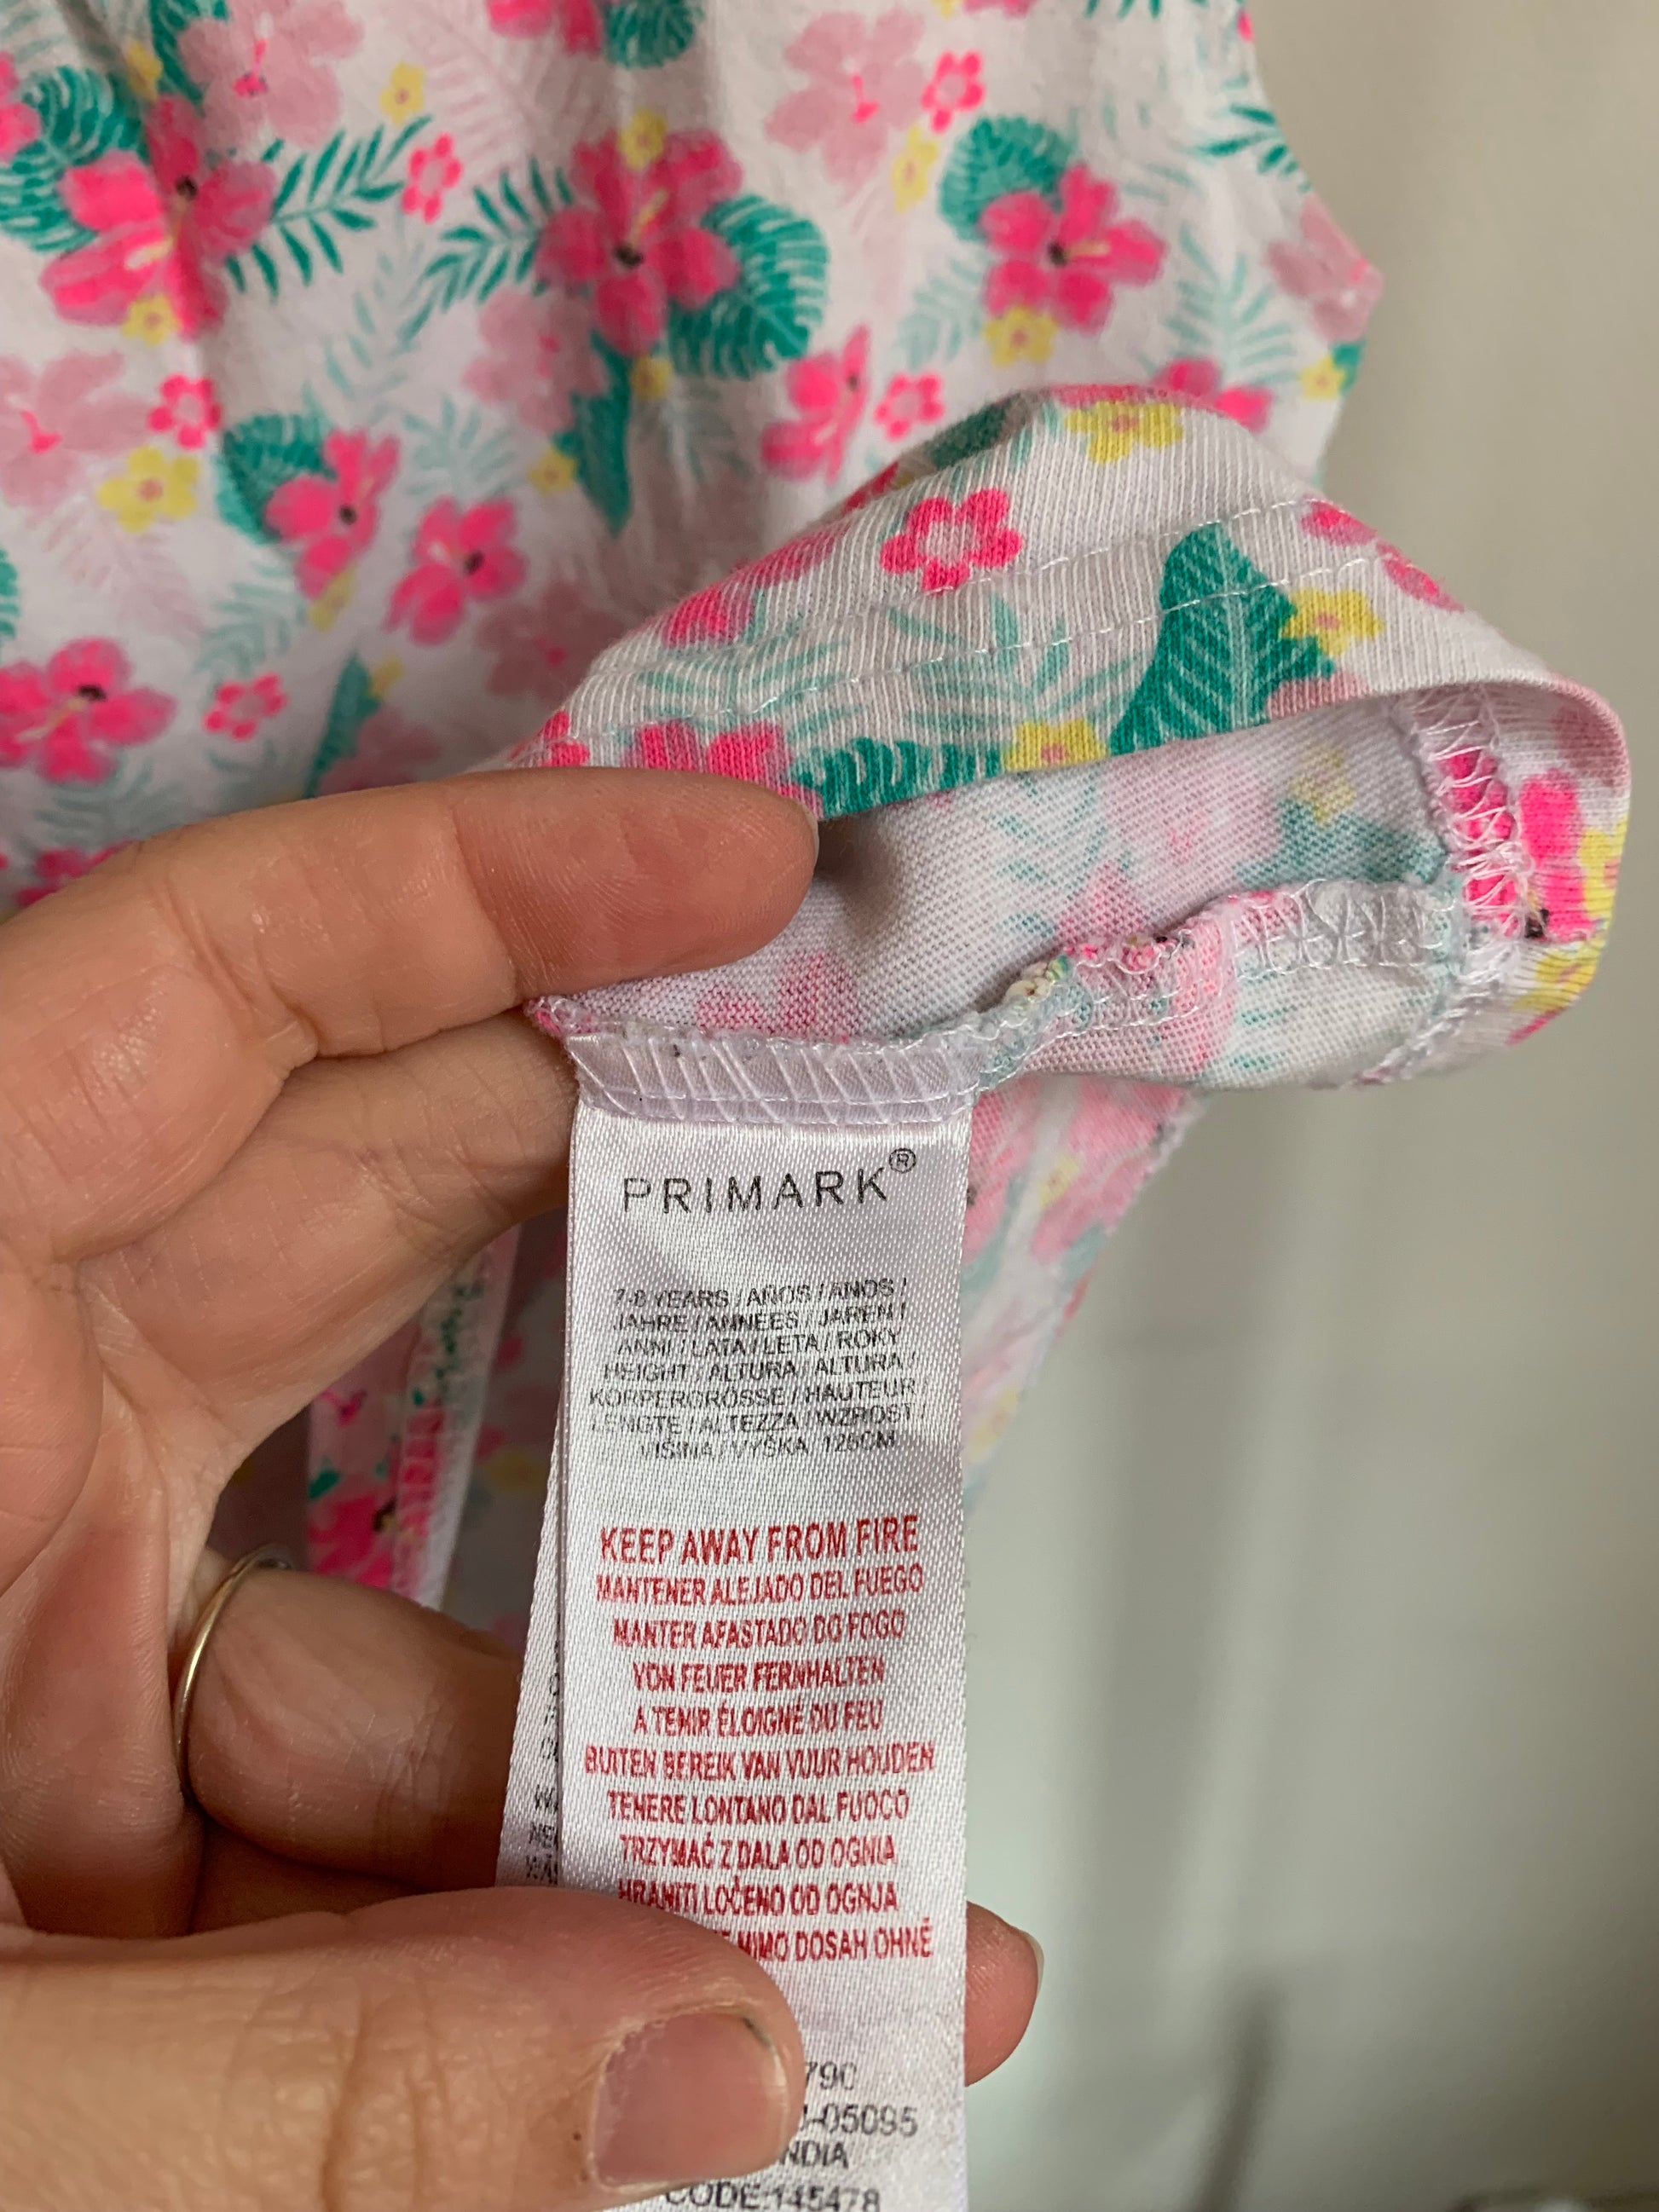 PRIMARK®
7-8 YEARS / AÑOS / ANOS /
JAHRE / ANNEES / JAREN /
ANNI / LATA / LETA / ROKY
HEIGHT / ALTURA / ALTURA /
KÖRPERGRÖSSE / HAUTEUR
LENGTE / ALTEZZA / WZROST /
VIŠINA / VÝŠKA 128CM
KEEP AWAY FROM FIRE
MANTENER ALEJADO DEL FUEGO
MANTER AFASTADO DO FOGO
VON FEUER FERNHALTEN
A TENIR ÉLOIGNÉ DU FEU
BUITEN BEREIK VAN VUUR HOUDEN
TENERE LONTANO DAL FUOCO
TRZYMAĆ Z DALA OD OGNIA
HRANITI LOČENO OD OGNJA
MIMO DOSAH OHNĚ
790
-05095
NDIA
CODE:145478